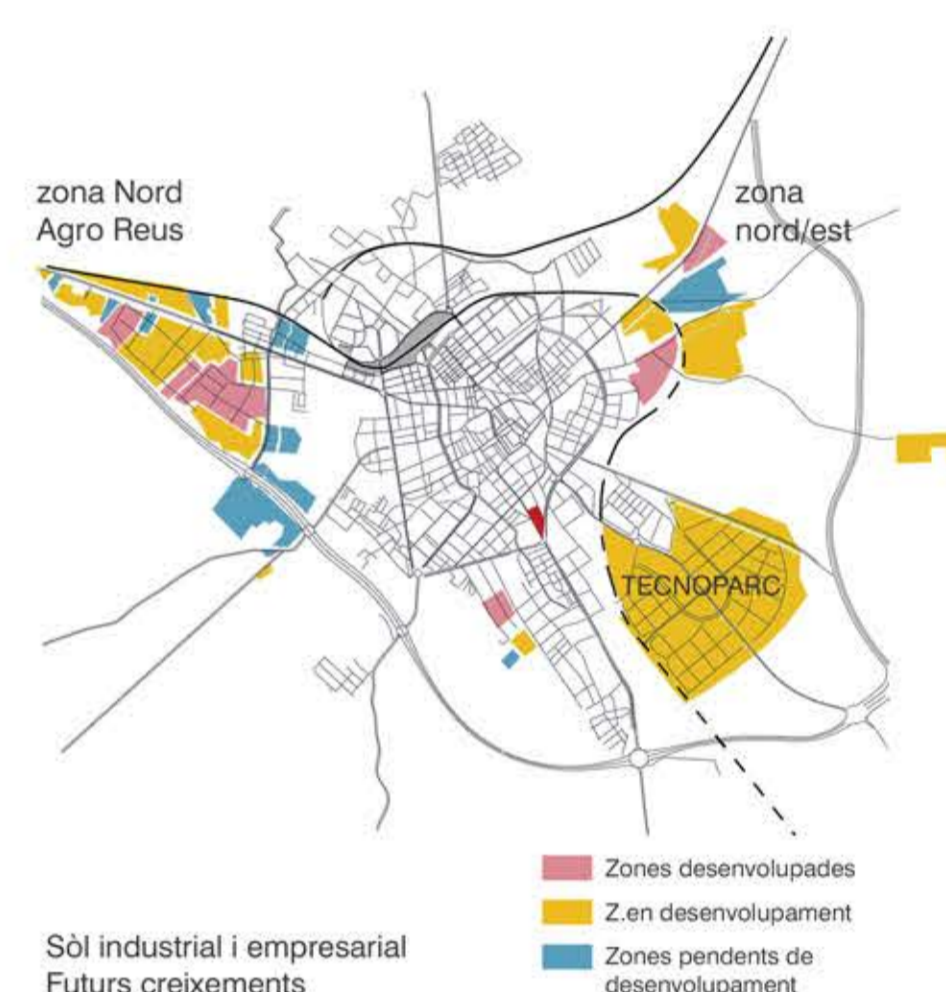 zona Nord
Agro Reus
zona
nord/est
TECNOPARC
Zones desenvolupades
Z.en desenvolupament
Zones pendents de
desenvolupament
Sòl industrial i empresarial
Futurs creixements